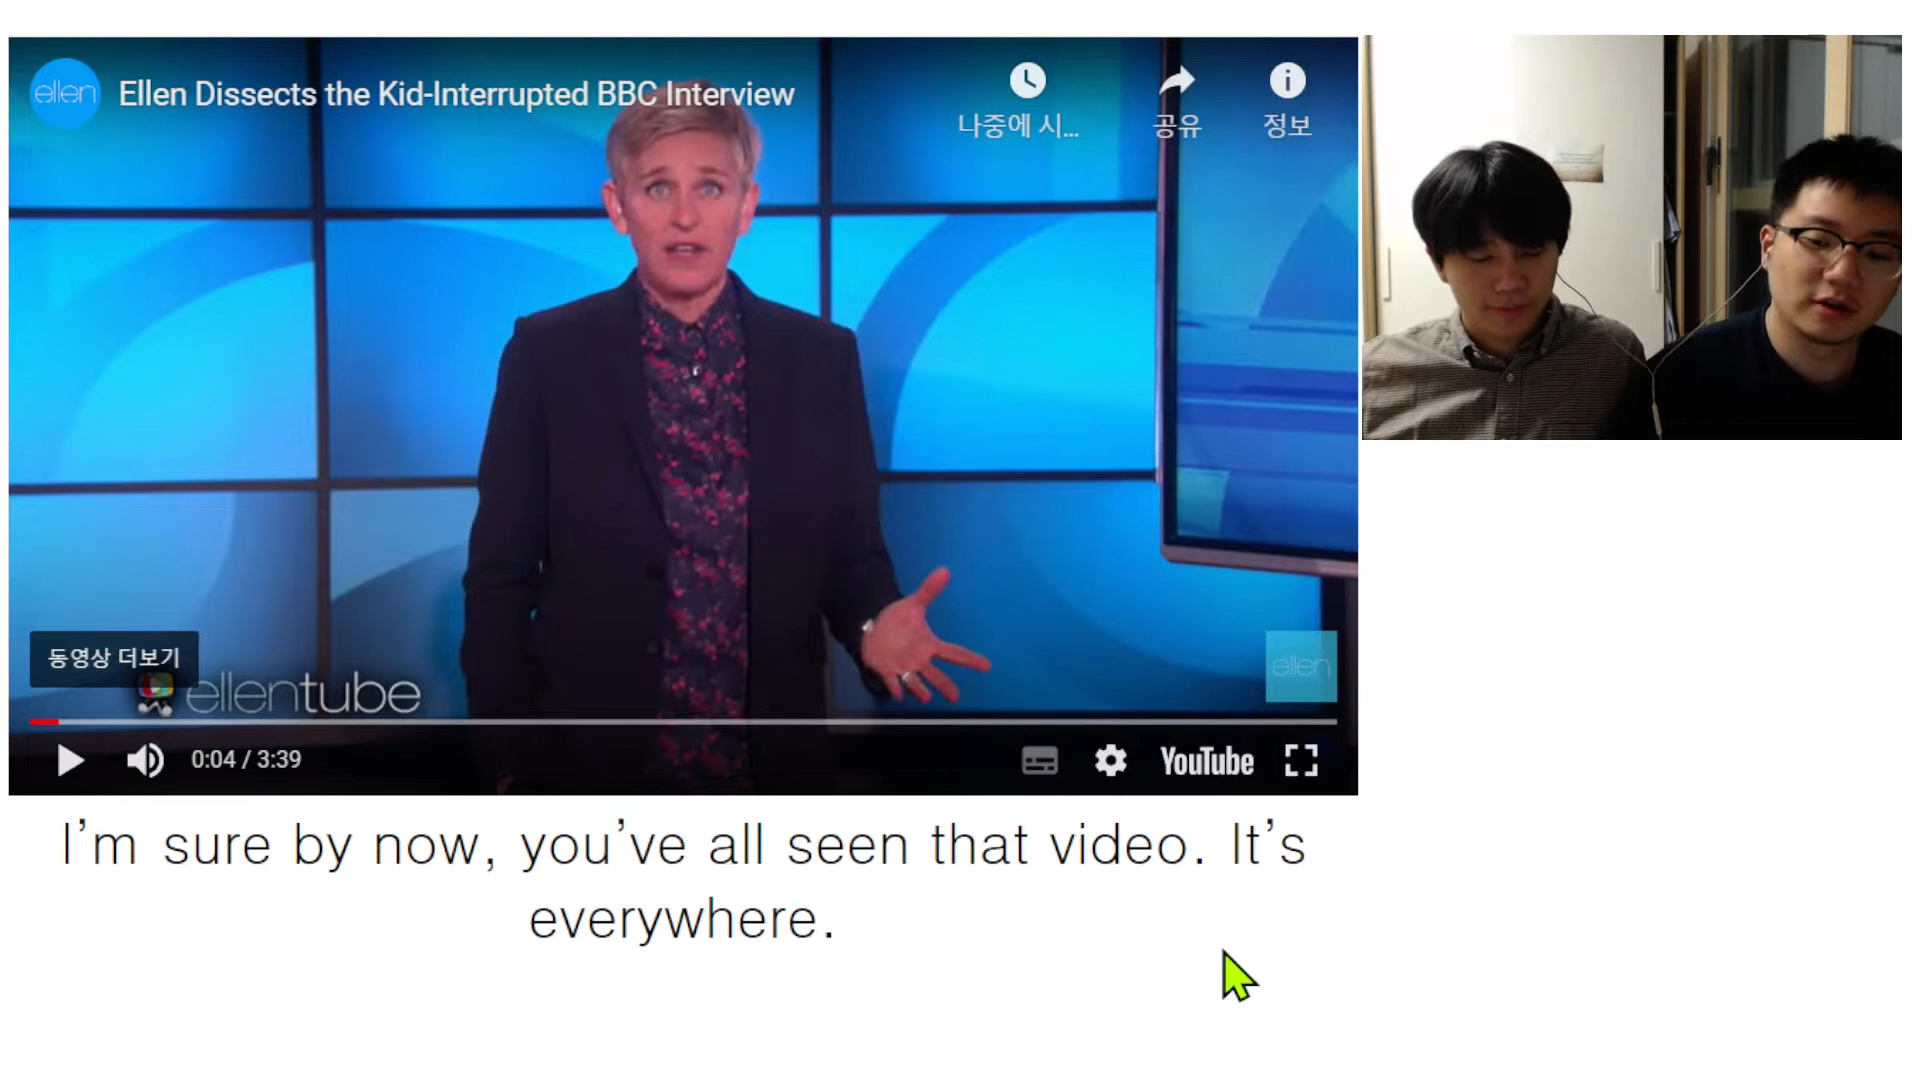 ellen
Ellen Dissects the Kid-Interrupted BBC Interview
나중에 시...
공유
정보
동영상 더보기
ellentube
ellen
0:04 / 3:39
YouTube
I'm sure by now, you've all seen that video. It's
everywhere.